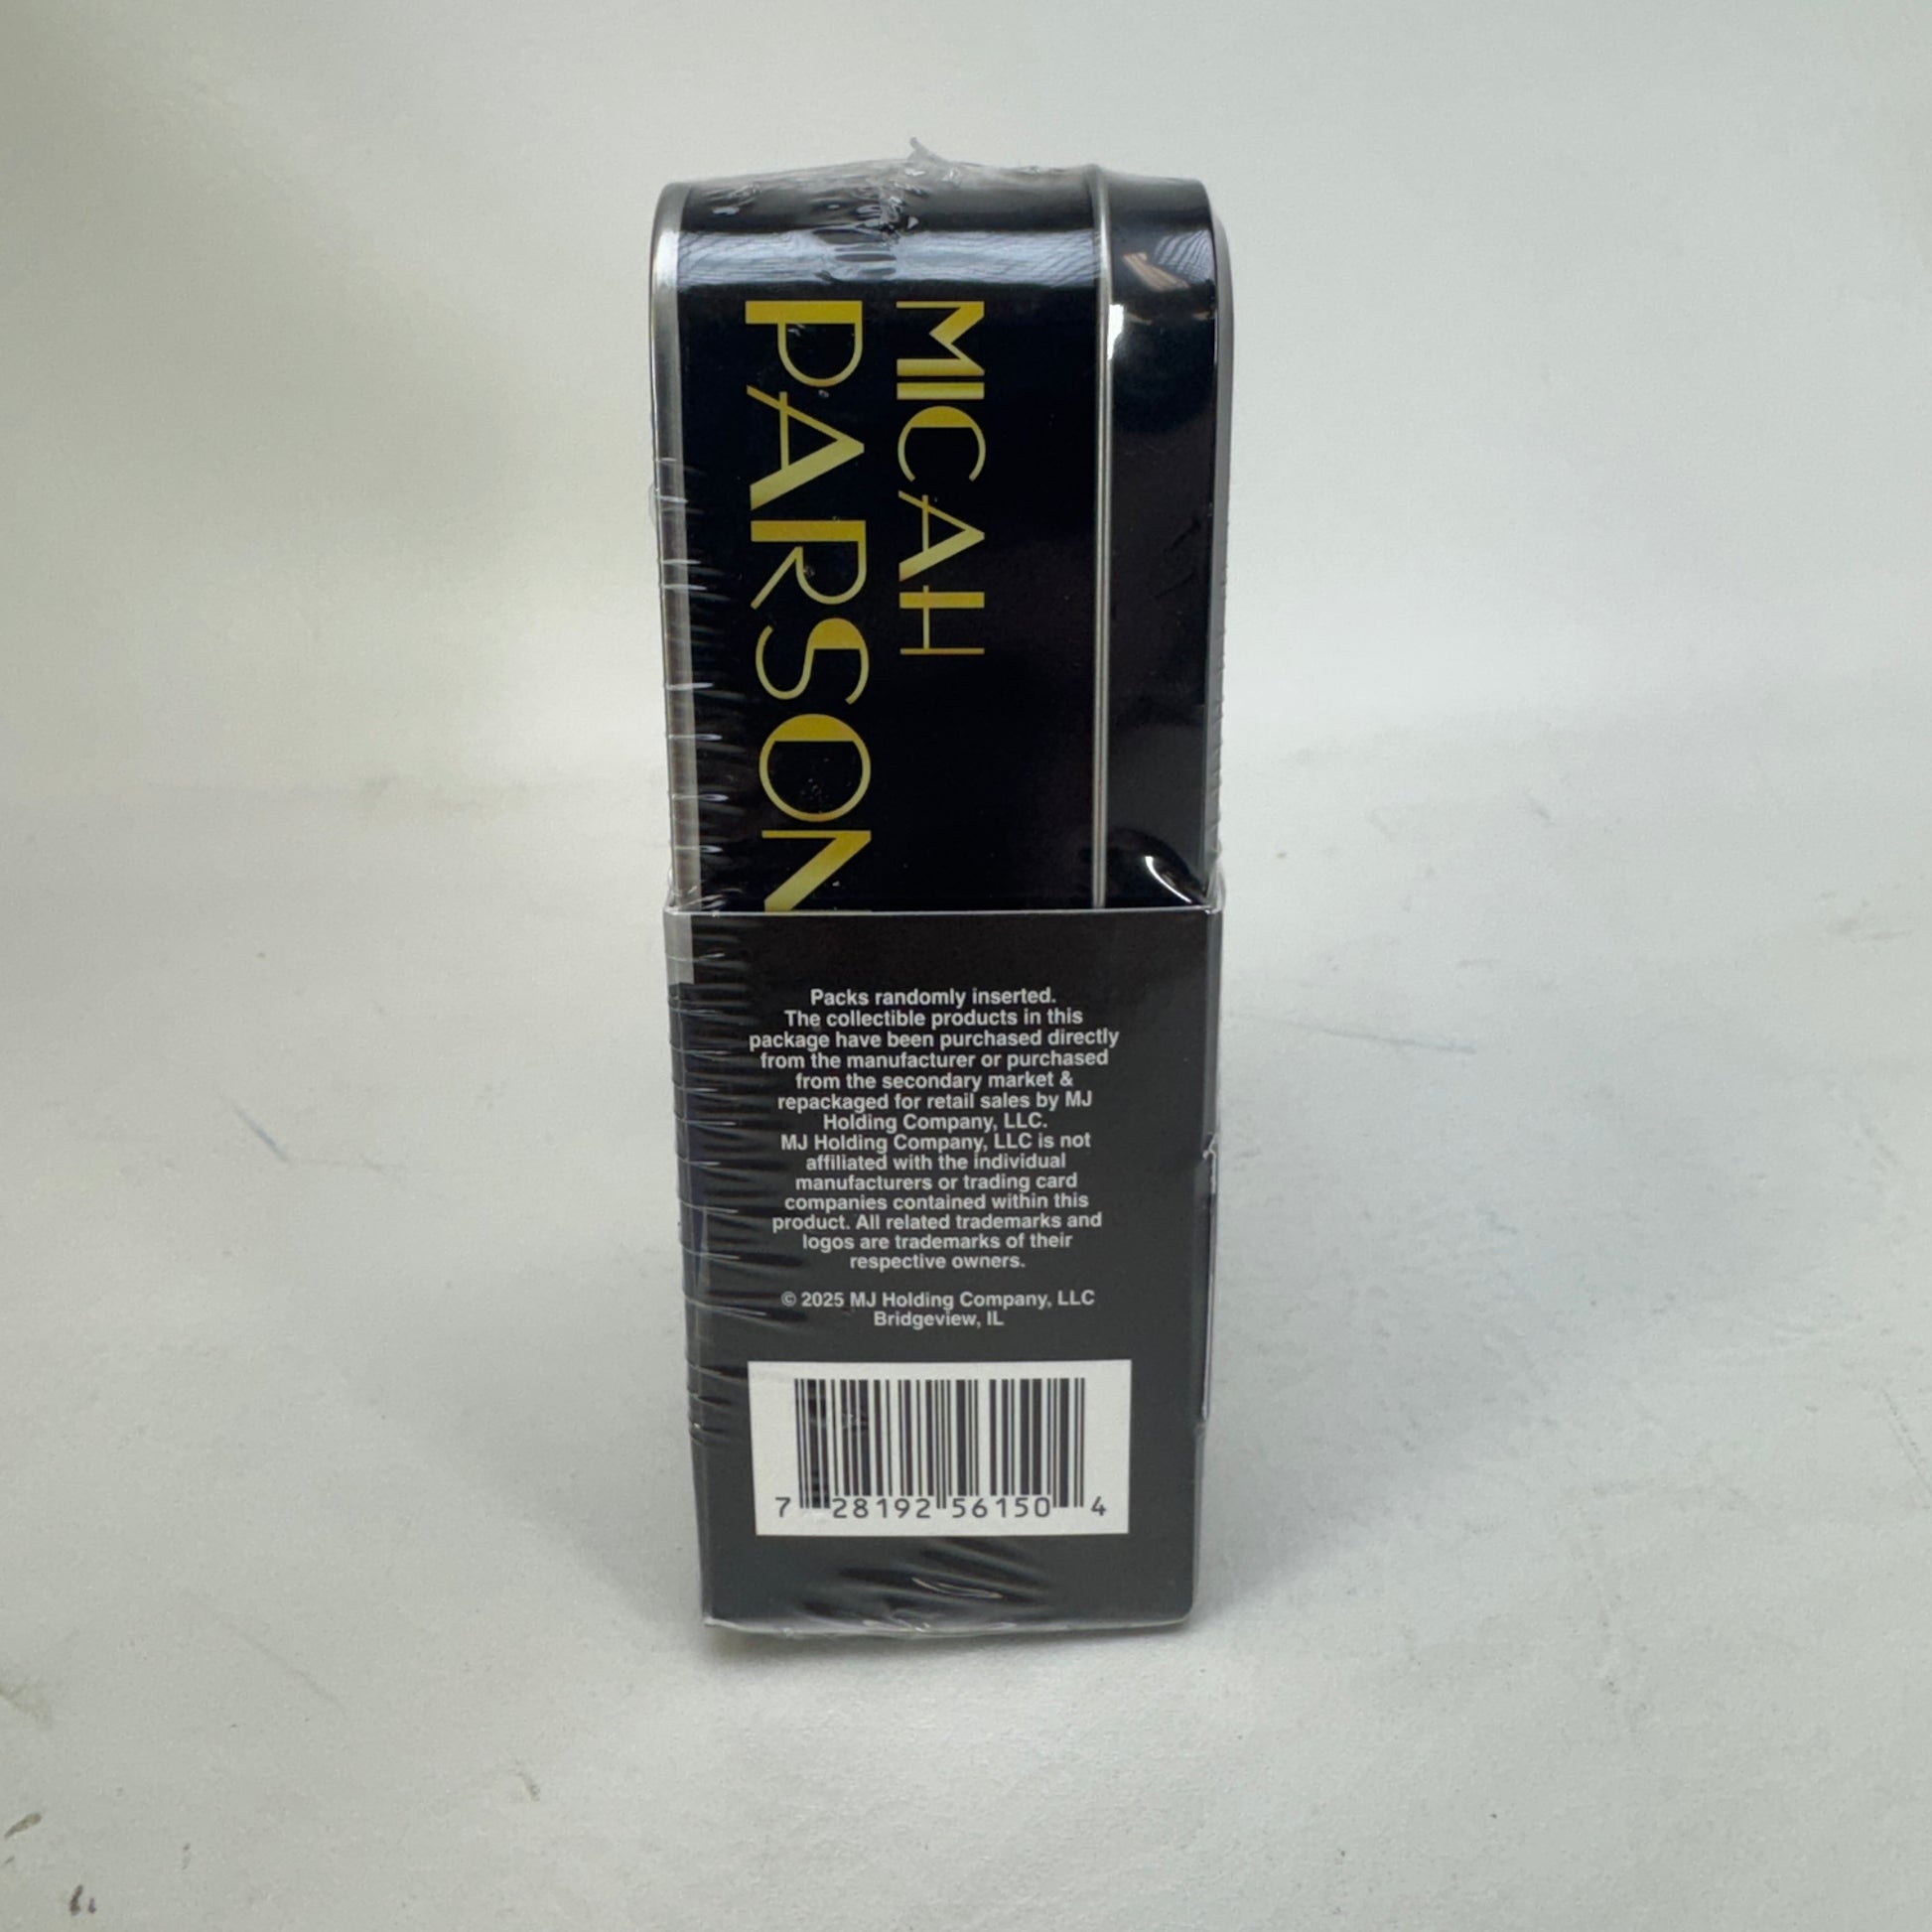 MICAH
PARSON
Packs randomly inserted.
The collectible products in this
package have been purchased directly
from the manufacturer or purchased
from the secondary market &
repackaged for retail sales by MJ
Holding Company, LLC.
MJ Holding Company, LLC is not
affiliated with the individual
manufacturers or trading card
companies contained within this
product. All related trademarks and
logos are trademarks of their
respective owners.
© 2025 MJ Holding Company, LLC
Bridgeview, IL
7 28192 56150 4